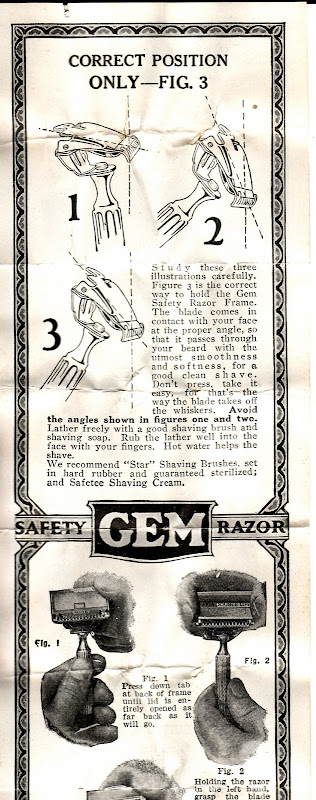 CORRECT POSITION
ONLY—FIG. 3
1
2
3
Study these three
illustrations carefully.
Figure 3 is the correct
way to hold the Gem
Safety Razor Frame.
The blade comes in
contact with your face
at the proper angle, so
that it passes through
your beard with the
utmost smoothness
and softness, for a
good clean shave.
Don't press, take it
easy, for that's the
way the blade takes off
the whiskers. Avoid
the angles shown in figures one and two.
Lather freely with a good shaving brush and
shaving soap. Rub the lather well into the
face with your fingers. Hot water helps the
shave.
We recommend "Star" Shaving Brushes, set
in hard rubber and guaranteed sterilized;
and Safetee Shaving Cream.
SAFETY GEM RAZOR
Fig. 1
Fig. 2
Fig. 1
Press down tab
at back of frame
until lid is en-
tirely opened as
far back as it
will go.
Fig. 2
Holding the razor
in the left hand,
grasp the blade